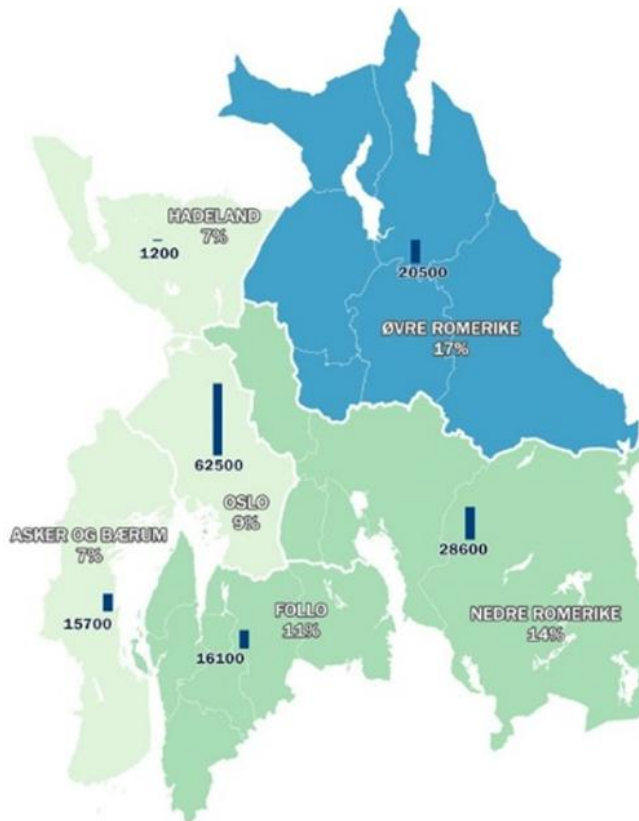 HADELAND
7%
1200
20500
ØVRE ROMERIKE
17%
62500
OSLO
9%
28600
ASKER OG BÆRUM
7%
15700
FOLLO
11%
16100
NEDRE ROMERIKE
14%